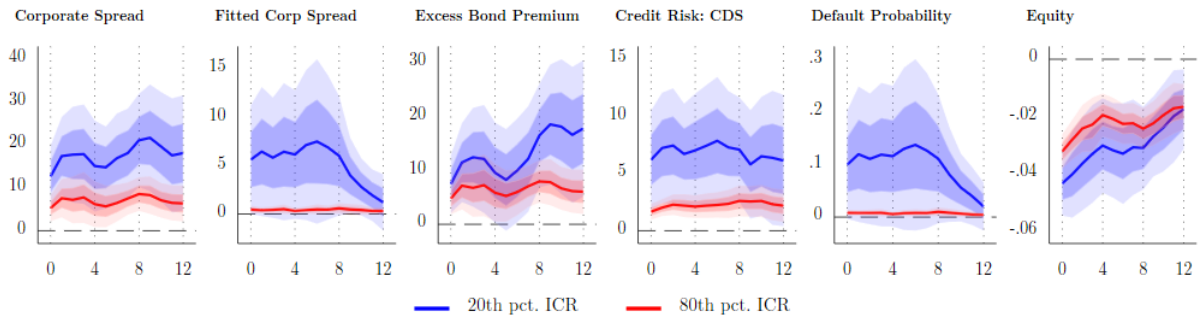 Corporate Spread
40
30
20
10
0
0 4 8 12
Fitted Corp Spread
15
10
5
0
0 4 8 12
Excess Bond Premium
30
20
10
0
0 4 8 12
Credit Risk: CDS
15
10
5
0
0 4 8 12
Default Probability
.3
.2
.1
0
0 4 8 12
Equity
0
-.02
-.04
-.06
0 4 8 12
20th pct. ICR
80th pct. ICR